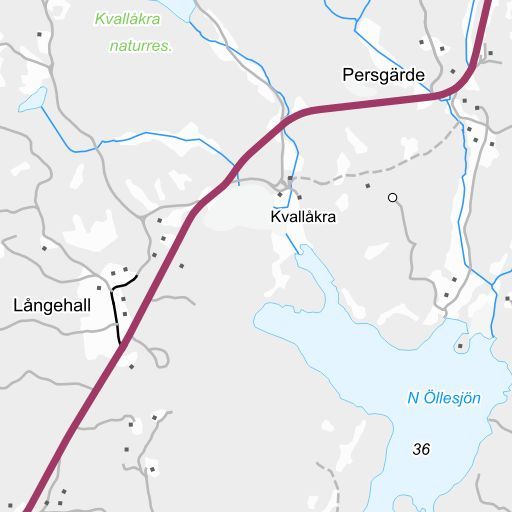 Kvallåkra
naturres.
Persgärde
Kvallåkra
Långehall
N Öllesjön
36